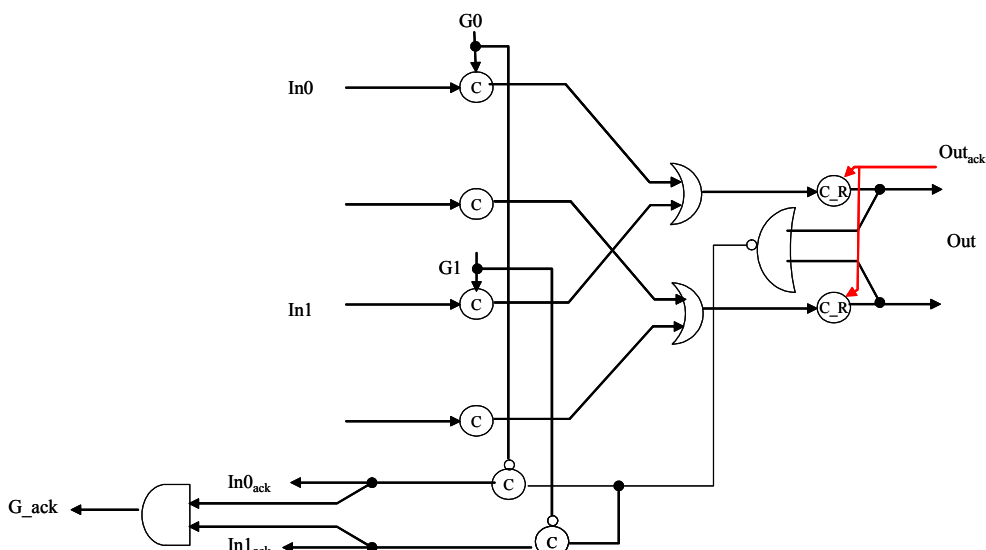 G0
In0
C
Out_ack
C_R
C
Out
G1
C
In1
C_R
C
In0_ack
C
G_ack
In1_ack
C